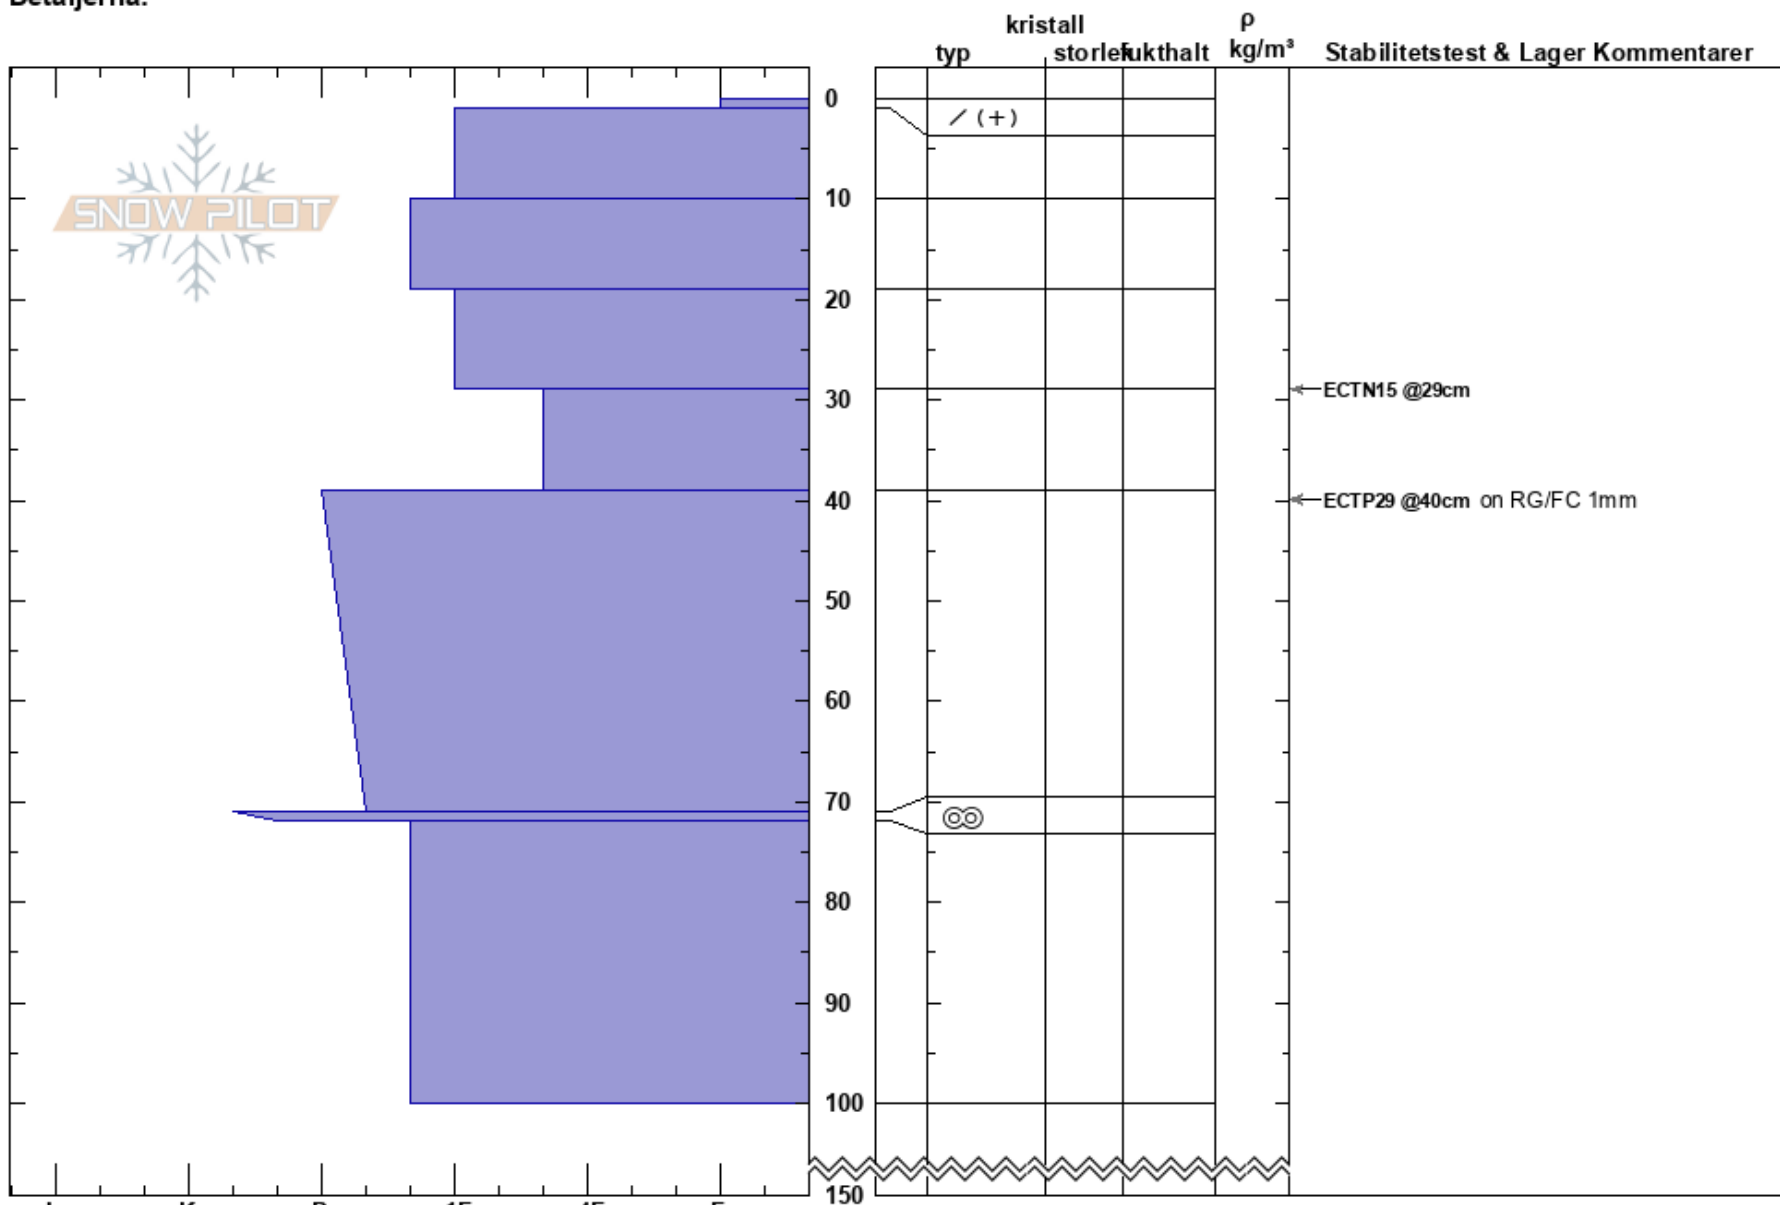 kristall ρ
typ storlek fukthalt kg/m³ Stabilitetstest & Lager Kommentarer
0
/ (+)
SNOW PILOT
10
20
ECTN15 @29cm
30
40
ECTP29 @40cm on RG/FC 1mm
50
60
70
80
90
100
150